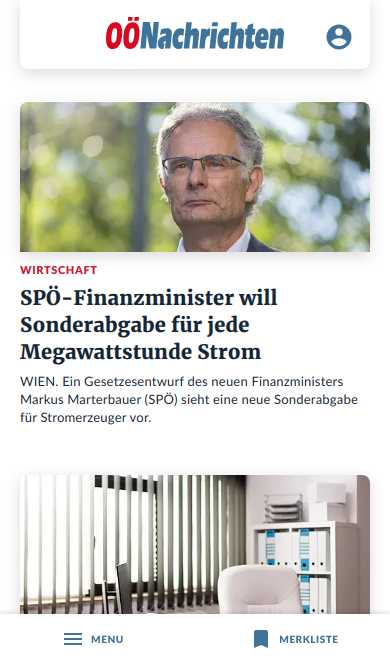 OÖNachrichten
WIRTSCHAFT
SPÖ-Finanzminister will
Sonderabgabe für jede
Megawattstunde Strom
WIEN. Ein Gesetzesentwurf des neuen Finanzministers
Markus Marterbauer (SPÖ) sieht eine neue Sonderabgabe
für Stromerzeuger vor.
MENU
MERKLISTE